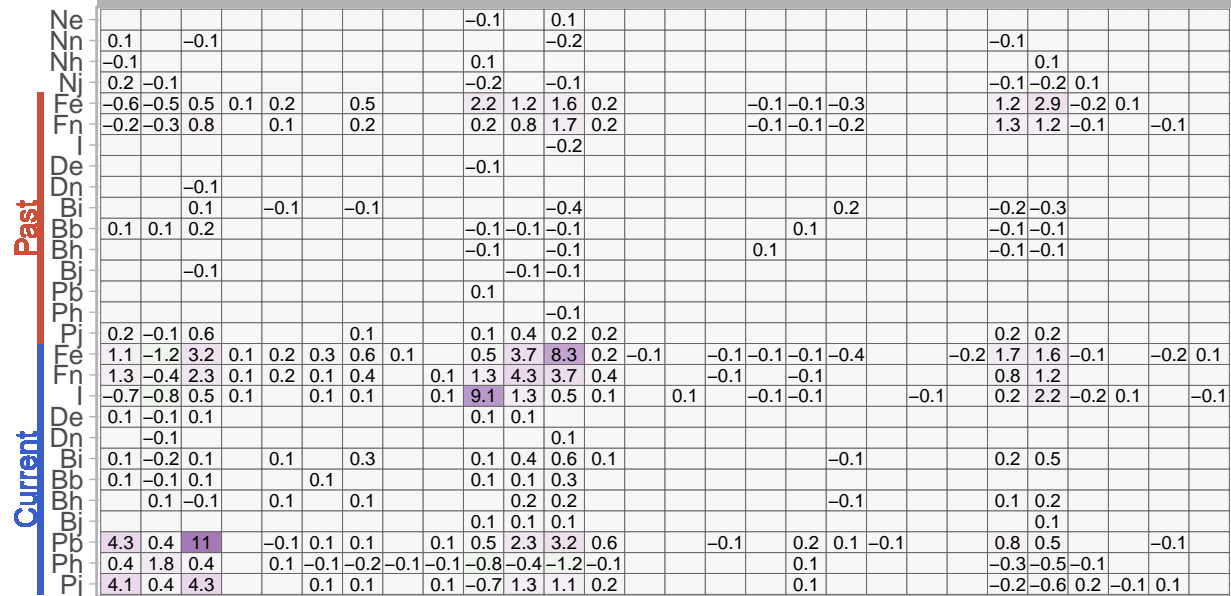 Ne −0.1 0.1
Nn 0.1 −0.1 −0.2 −0.1
Nh −0.1 0.1 0.1
Nj 0.2 −0.1 −0.2 −0.1 −0.1 −0.2 0.1
Fe −0.6 −0.5 0.5 0.1 0.2 0.5 2.2 1.2 1.6 0.2 −0.1 −0.1 −0.3 1.2 2.9 −0.2 0.1
Fn −0.2 −0.3 0.8 0.1 0.2 0.2 0.8 1.7 0.2 −0.1 −0.1 −0.2 1.3 1.2 −0.1 −0.1
I −0.2
De −0.1
Dn −0.1
Bi 0.1 −0.1 −0.1 −0.4 0.2 −0.2 −0.3
Bb 0.1 0.1 0.2 −0.1 −0.1 −0.1 0.1 −0.1 −0.1
Bh −0.1 −0.1 0.1 −0.1 −0.1
Bj −0.1 −0.1 −0.1
Pb 0.1
Ph −0.1
Pj 0.2 −0.1 0.6 0.1 0.1 0.4 0.2 0.2 0.2 0.2
Past
Fe 1.1 −1.2 3.2 0.1 0.2 0.3 0.6 0.1 0.5 3.7 8.3 0.2 −0.1 −0.1 −0.1 −0.1 −0.4 −0.2 1.7 1.6 −0.1 −0.2 0.1
Fn 1.3 −0.4 2.3 0.1 0.2 0.1 0.4 0.1 1.3 4.3 3.7 0.4 −0.1 −0.1 0.8 1.2
I −0.7 −0.8 0.5 0.1 0.1 0.1 0.1 9.1 1.3 0.5 0.1 0.1 −0.1 −0.1 −0.1 0.2 2.2 −0.2 0.1 −0.1
De 0.1 −0.1 0.1 0.1 0.1
Dn −0.1 0.1
Bi 0.1 −0.2 0.1 0.1 0.3 0.1 0.4 0.6 0.1 −0.1 0.2 0.5
Bb 0.1 −0.1 0.1 0.1 0.1 0.1 0.3
Bh 0.1 −0.1 0.1 0.1 0.2 0.2 −0.1 0.1 0.2
Bj 0.1 0.1 0.1 0.1
Pb 4.3 0.4 11 −0.1 0.1 0.1 0.1 0.5 2.3 3.2 0.6 −0.1 0.2 0.1 −0.1 0.8 0.5 −0.1
Ph 0.4 1.8 0.4 0.1 −0.1 −0.2 −0.1 −0.1 −0.8 −0.4 −1.2 −0.1 0.1 −0.3 −0.5 −0.1
Pj 4.1 0.4 4.3 0.1 0.1 0.1 −0.7 1.3 1.1 0.2 0.1 −0.2 −0.6 0.2 −0.1 0.1
Current